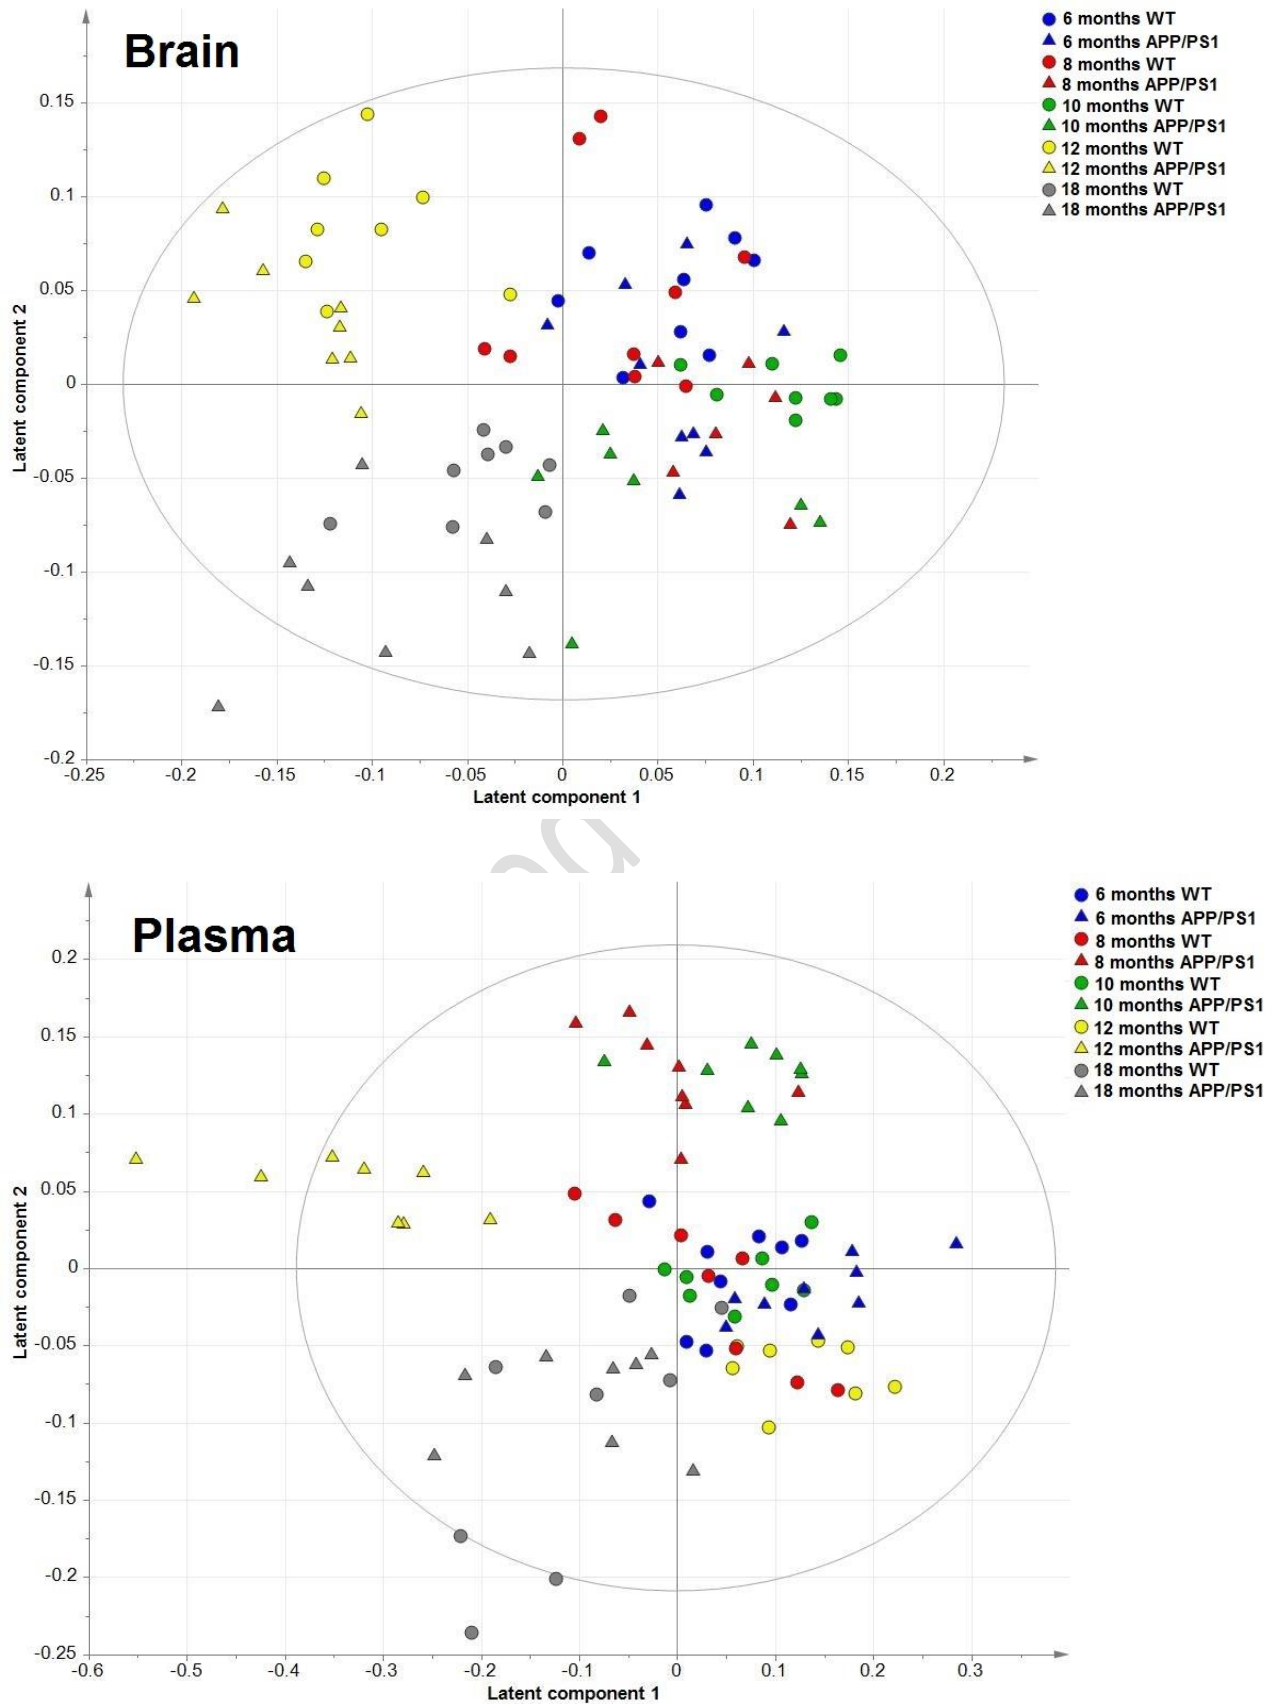 Brain
6 months WT
6 months APP/PS1
8 months WT
8 months APP/PS1
10 months WT
10 months APP/PS1
12 months WT
12 months APP/PS1
18 months WT
18 months APP/PS1
Latent component 2
0.15
0.1
0.05
0
-0.05
-0.1
-0.15
-0.2
-0.25 -0.2 -0.15 -0.1 -0.05 0 0.05 0.1 0.15 0.2
Latent component 1
Plasma
6 months WT
6 months APP/PS1
8 months WT
8 months APP/PS1
10 months WT
10 months APP/PS1
12 months WT
12 months APP/PS1
18 months WT
18 months APP/PS1
Latent component 2
0.2
0.15
0.1
0.05
0
-0.05
-0.1
-0.15
-0.2
-0.25
-0.6 -0.5 -0.4 -0.3 -0.2 -0.1 0 0.1 0.2 0.3
Latent component 1